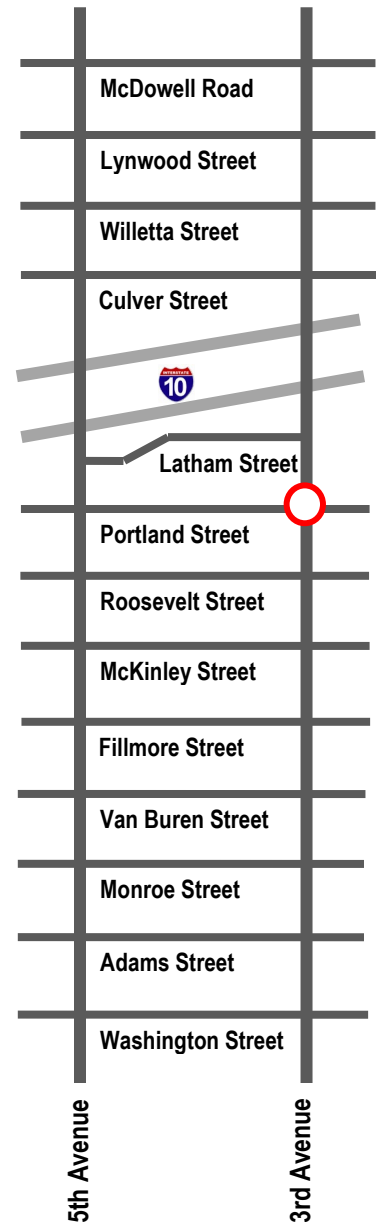 McDowell Road
Lynwood Street
Willetta Street
Culver Street
INTERSTATE
10
Latham Street
Portland Street
Roosevelt Street
McKinley Street
Fillmore Street
Van Buren Street
Monroe Street
Adams Street
Washington Street
5th Avenue
3rd Avenue